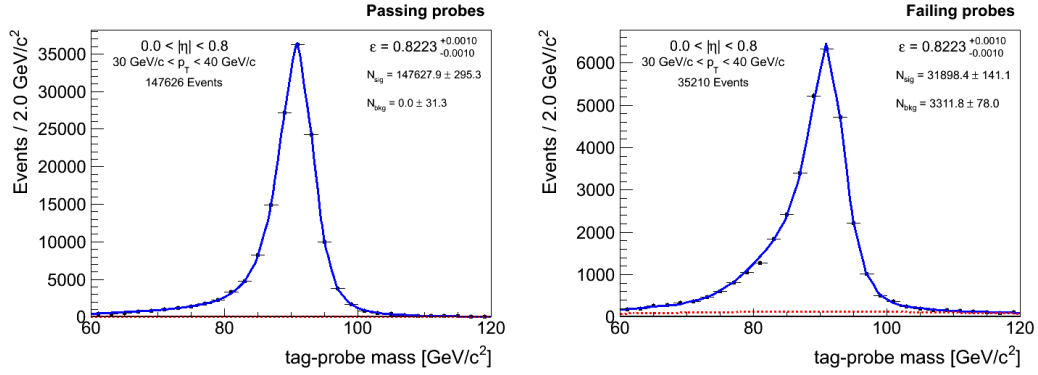 Passing probes
0.0 < |η| < 0.8
30 GeV/c < p_T < 40 GeV/c
147626 Events
ε = 0.8223 +0.0010 -0.0010
N_sig = 147627.9 ± 295.3
N_bkg = 0.0 ± 31.3
Events / 2.0 GeV/c²
35000
30000
25000
20000
15000
10000
5000
0
60 80 100 120
tag-probe mass [GeV/c²]
Failing probes
0.0 < |η| < 0.8
30 GeV/c < p_T < 40 GeV/c
35210 Events
ε = 0.8223 +0.0010 -0.0010
N_sig = 31898.4 ± 141.1
N_bkg = 3311.8 ± 78.0
Events / 2.0 GeV/c²
6000
5000
4000
3000
2000
1000
0
60 80 100 120
tag-probe mass [GeV/c²]